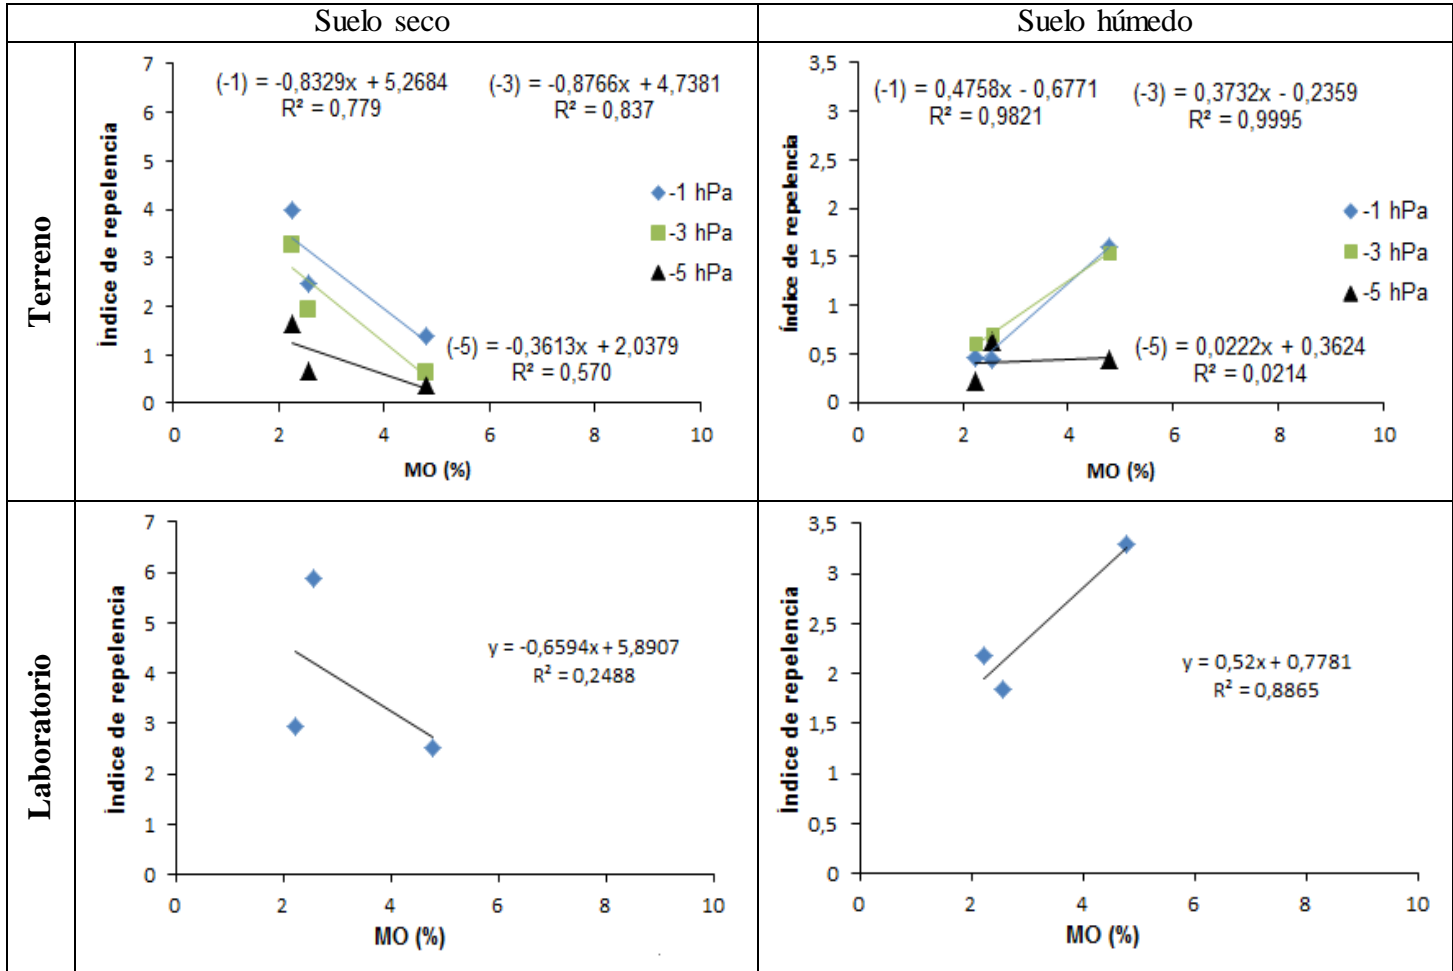 Suelo seco
Suelo húmedo
Terreno
7
6
5
4
3
2
1
0
0
2
4
6
8
10
Índice de repelencia
MO (%)
(-1) = -0,8329x + 5,2684
R² = 0,779
(-3) = -0,8766x + 4,7381
R² = 0,837
-1 hPa
-3 hPa
-5 hPa
(-5) = -0,3613x + 2,0379
R² = 0,570
3,5
3
2,5
2
1,5
1
0,5
0
0
2
4
6
8
10
Índice de repelencia
MO (%)
(-1) = 0,4758x - 0,6771
R² = 0,9821
(-3) = 0,3732x - 0,2359
R² = 0,9995
-1 hPa
-3 hPa
-5 hPa
(-5) = 0,0222x + 0,3624
R² = 0,0214
Laboratorio
7
6
5
4
3
2
1
0
0
2
4
6
8
10
Índice de repelencia
MO (%)
y = -0,6594x + 5,8907
R² = 0,2488
3,5
3
2,5
2
1,5
1
0,5
0
0
2
4
6
8
10
Índice de repelencia
MO (%)
y = 0,52x + 0,7781
R² = 0,8865